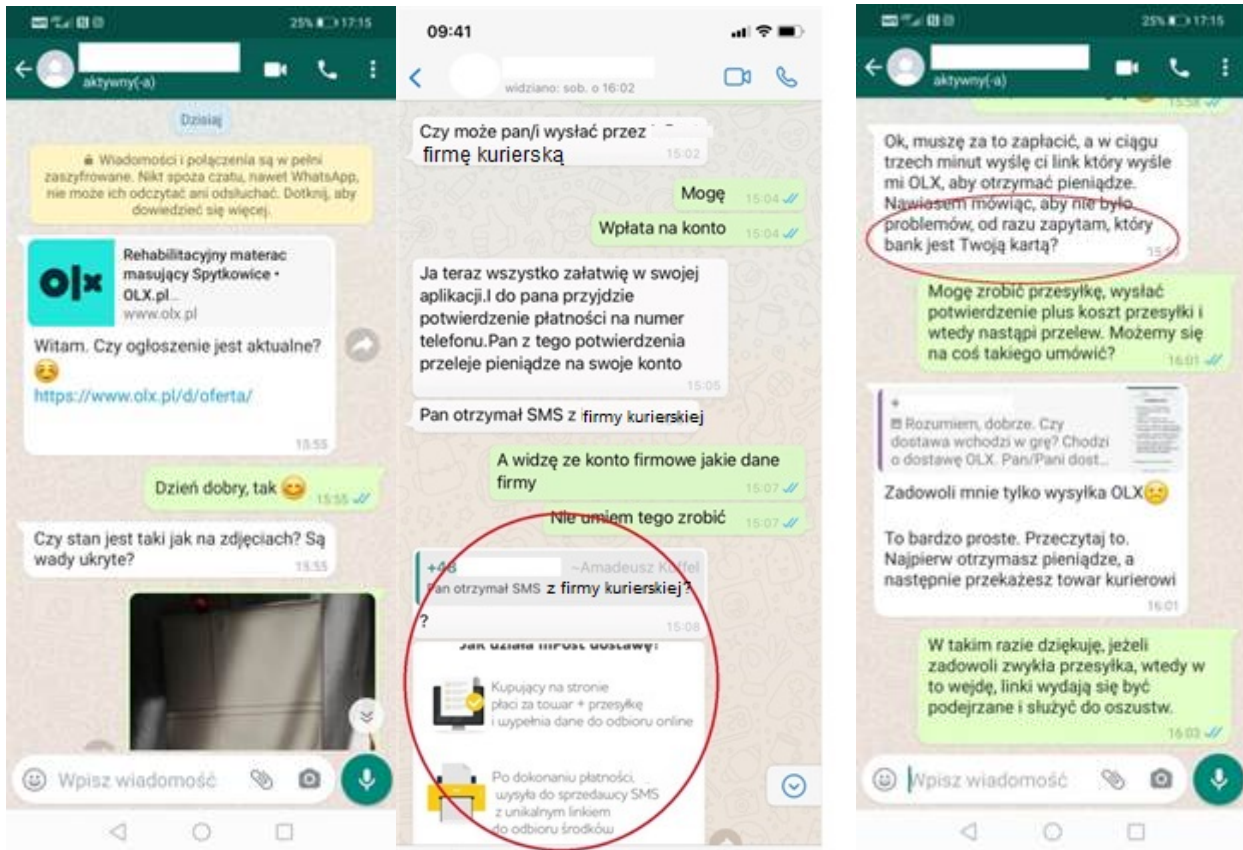 25% 17:15
aktywny(-a)
Dzisiaj
Wiadomości i połączenia są w pełni
zaszyfrowane. Nikt spoza czatu, nawet WhatsApp,
nie może ich odczytać ani odsłuchać. Dotknij, aby
dowiedzieć się więcej.
olx
Rehabilitacyjny materac
masujący Spytkowice •
OLX.pl...
www.olx.pl
Witam. Czy ogłoszenie jest aktualne?
https://www.olx.pl/d/oferta/
15:55
Dzień dobry, tak
15:55
Czy stan jest taki jak na zdjęciach? Są
wady ukryte?
15:55
Wpisz wiadomość
09:41
widziano: sob. o 16:02
Czy może pan/i wysłać przez
firmę kurierską
15:02
Mogę
15:04
Wpłata na konto
15:04
Ja teraz wszystko załatwię w swojej
aplikacji.I do pana przyjdzie
potwierdzenie płatności na numer
telefonu.Pan z tego potwierdzenia
przeleje pieniądze na swoje konto
15:05
Pan otrzymał SMS z firmy kurierskiej
A widzę ze konto firmowe jakie dane
firmy
15:07
Nie umiem tego zrobić
15:07
+48 ~Amadeusz Koffel
Pan otrzymał SMS z firmy kurierskiej?
?
15:08
Jak działa InPost dostawę?
Kupujący na stronie
płaci za towar + przesyłkę
i wypełnia dane do odbioru online
Po dokonaniu płatności,
wysyła do sprzedawcy SMS
z unikalnym linkiem
do odbioru środków
25% 17:15
aktywny(-a)
15:58
Ok, muszę za to zapłacić, a w ciągu
trzech minut wyślę ci link który wyśle
mi OLX, aby otrzymać pieniądze.
Nawiasem mówiąc, aby nie było
problemów, od razu zapytam, który
bank jest Twoją kartą?
Mogę zrobić przesyłkę, wysłać
potwierdzenie plus koszt przesyłki i
wtedy nastąpi przelew. Możemy się
na coś takiego umówić?
16:01
+
Rozumiem, dobrze. Czy
dostawa wchodzi w grę? Chodzi
o dostawę OLX. Pan/Pani dost...
Zadowoli mnie tylko wysyłka OLX
To bardzo proste. Przeczytaj to.
Najpierw otrzymasz pieniądze, a
następnie przekażesz towar kurierowi
16:01
W takim razie dziękuję, jeżeli
zadowoli zwykła przesyłka, wtedy w
to wejdę, linki wydają się być
podejrzane i służyć do oszustw.
16:03
Wpisz wiadomość